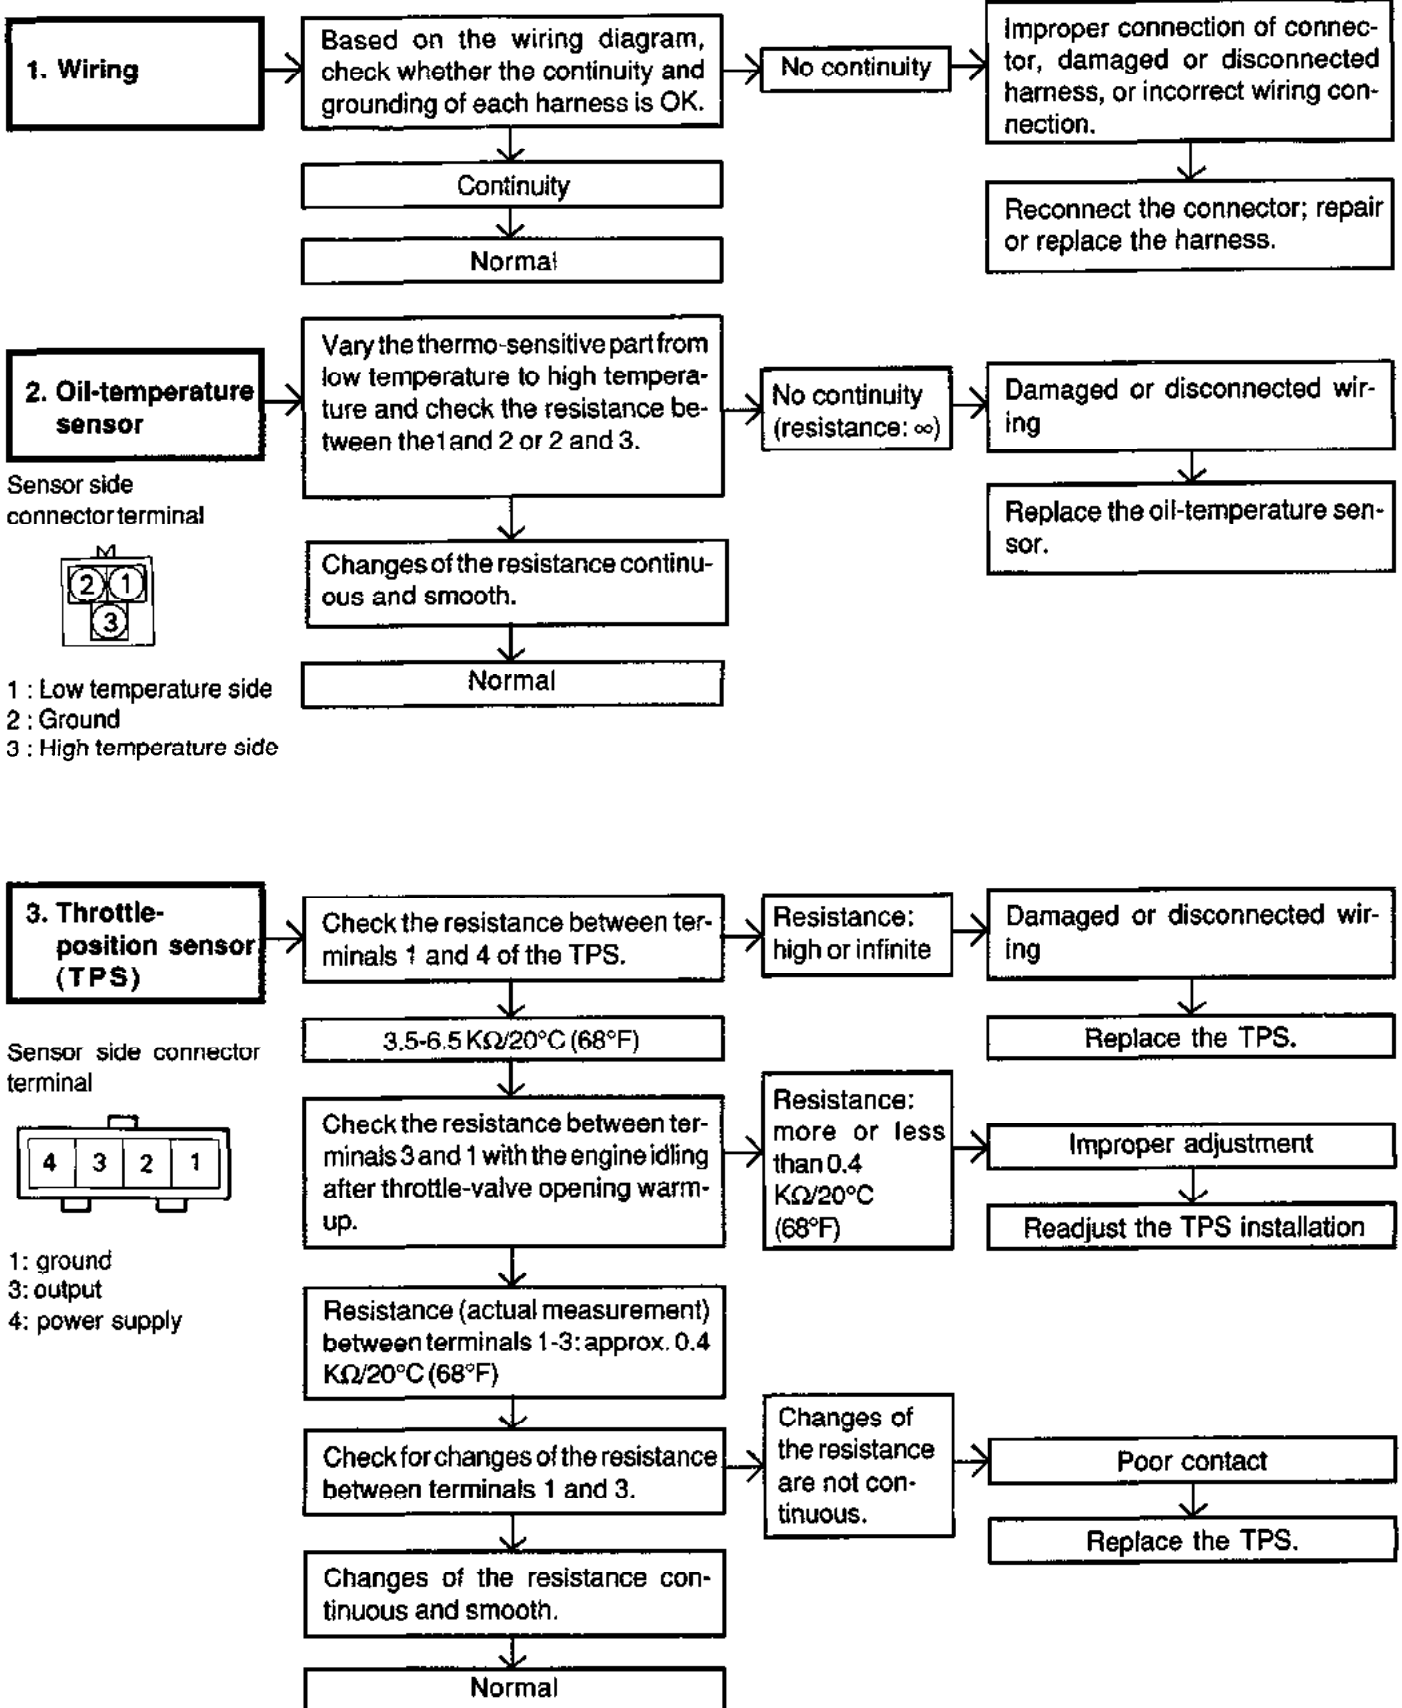 1. Wiring
Based on the wiring diagram,
check whether the continuity and
grounding of each harness is OK.
No continuity
Improper connection of connec-
tor, damaged or disconnected
harness, or incorrect wiring con-
nection.
Continuity
Reconnect the connector; repair
or replace the harness.
Normal
2. Oil-temperature
sensor
Vary the thermo-sensitive part from
low temperature to high tempera-
ture and check the resistance be-
tween the 1 and 2 or 2 and 3.
No continuity
(resistance: ∞)
Damaged or disconnected wir-
ing
Replace the oil-temperature sen-
sor.
Sensor side
connector terminal
2 1
3
1 : Low temperature side
2 : Ground
3 : High temperature side
Changes of the resistance continu-
ous and smooth.
Normal
3. Throttle-
position sensor
(TPS)
Check the resistance between ter-
minals 1 and 4 of the TPS.
Resistance:
high or infinite
Damaged or disconnected wir-
ing
Replace the TPS.
3.5-6.5 KΩ/20°C (68°F)
Sensor side connector
terminal
4 3 2 1
1: ground
3: output
4: power supply
Check the resistance between ter-
minals 3 and 1 with the engine idling
after throttle-valve opening warm-
up.
Resistance:
more or less
than 0.4
KΩ/20°C
(68°F)
Improper adjustment
Readjust the TPS installation
Resistance (actual measurement)
between terminals 1-3: approx. 0.4
KΩ/20°C (68°F)
Check for changes of the resistance
between terminals 1 and 3.
Changes of
the resistance
are not con-
tinuous.
Poor contact
Replace the TPS.
Changes of the resistance con-
tinuous and smooth.
Normal